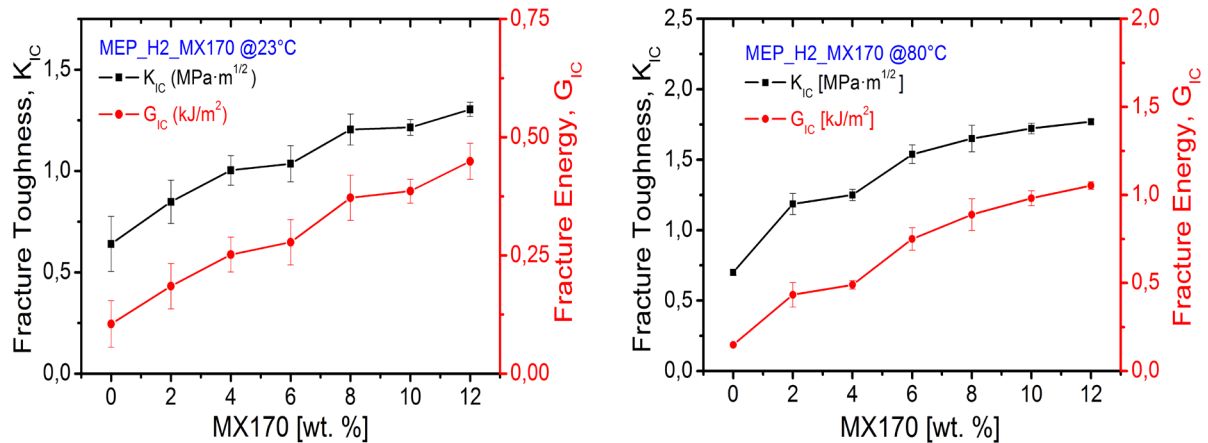 MEP_H2_MX170 @23°C
K_IC (MPa·m^1/2)
G_IC (kJ/m²)
Fracture Toughness, K_IC
1,5
1,0
0,5
0,0
0 2 4 6 8 10 12
MX170 [wt. %]
0,75
0,50
0,25
0,00
Fracture Energy, G_IC
MEP_H2_MX170 @80°C
K_IC [MPa·m^1/2]
G_IC [kJ/m²]
Fracture Toughness, K_IC
2,5
2,0
1,5
1,0
0,5
0,0
0 2 4 6 8 10 12
MX170 [wt. %]
2,0
1,5
1,0
0,5
0,0
Fracture Energy, G_IC